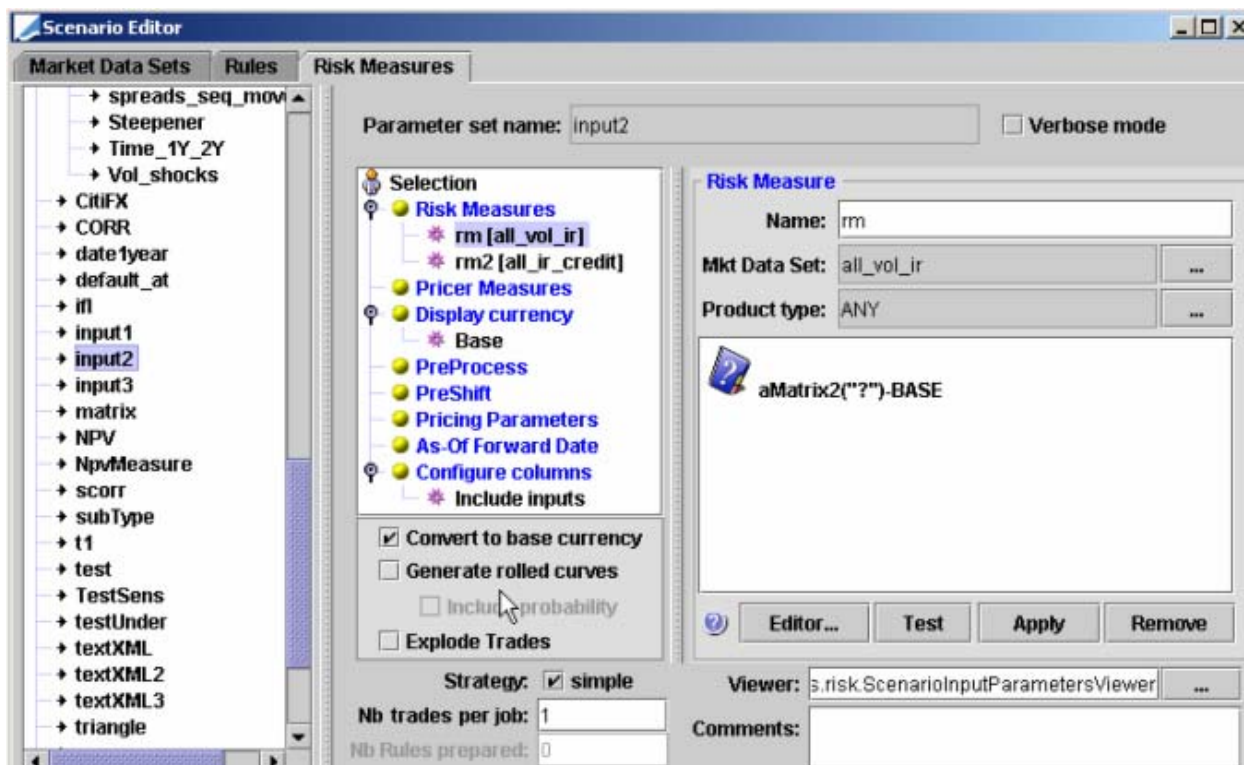 Scenario Editor
Market Data Sets Rules Risk Measures
spreads_seq_mov
Steepener
Time_1Y_2Y
Vol_shocks
CitiFX
CORR
date1year
default_at
ifl
input1
input2
input3
matrix
NPV
NpvMeasure
scorr
subType
t1
test
TestSens
testUnder
textXML
textXML2
textXML3
triangle
Parameter set name: input2
Verbose mode
Selection
Risk Measures
rm [all_vol_ir]
rm2 [all_ir_credit]
Pricer Measures
Display currency
Base
PreProcess
PreShift
Pricing Parameters
As-Of Forward Date
Configure columns
Include inputs
Convert to base currency
Generate rolled curves
Include probability
Explode Trades
Strategy: simple
Nb trades per job: 1
Nb Rules prepared: 0
Risk Measure
Name: rm
Mkt Data Set: all_vol_ir ...
Product type: ANY ...
aMatrix2("?")-BASE
Editor... Test Apply Remove
Viewer: s.risk.ScenarioInputParametersViewer ...
Comments: